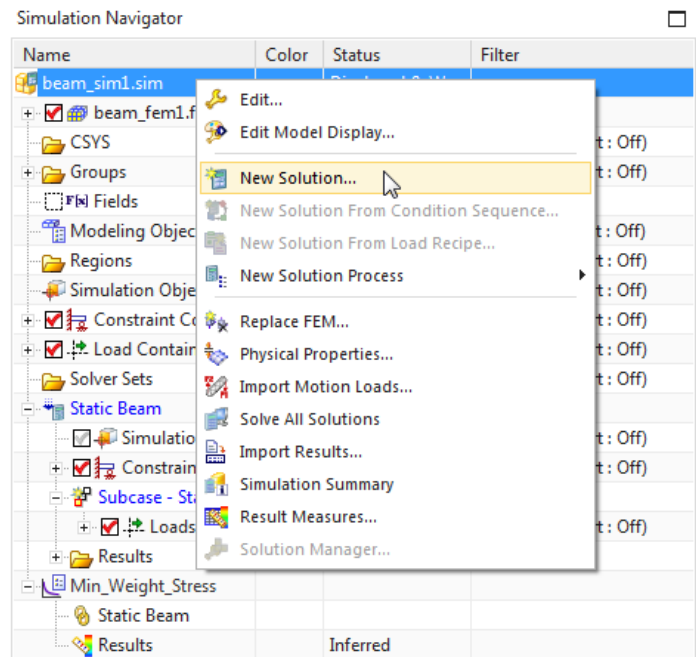 Simulation Navigator
Name Color Status Filter
beam_sim1.sim
beam_fem1.f
CSYS t : Off)
Groups t : Off)
Fields
Modeling Objec t : Off)
Regions t : Off)
Simulation Obje t : Off)
Constraint Co t : Off)
Load Contain t : Off)
Solver Sets t : Off)
Static Beam
Simulatio t : Off)
Constrain t : Off)
Subcase - Sta
Loads t : Off)
Results
Min_Weight_Stress
Static Beam
Results Inferred
Edit...
Edit Model Display...
New Solution...
New Solution From Condition Sequence...
New Solution From Load Recipe...
New Solution Process
Replace FEM...
Physical Properties...
Import Motion Loads...
Solve All Solutions
Import Results...
Simulation Summary
Result Measures...
Solution Manager...